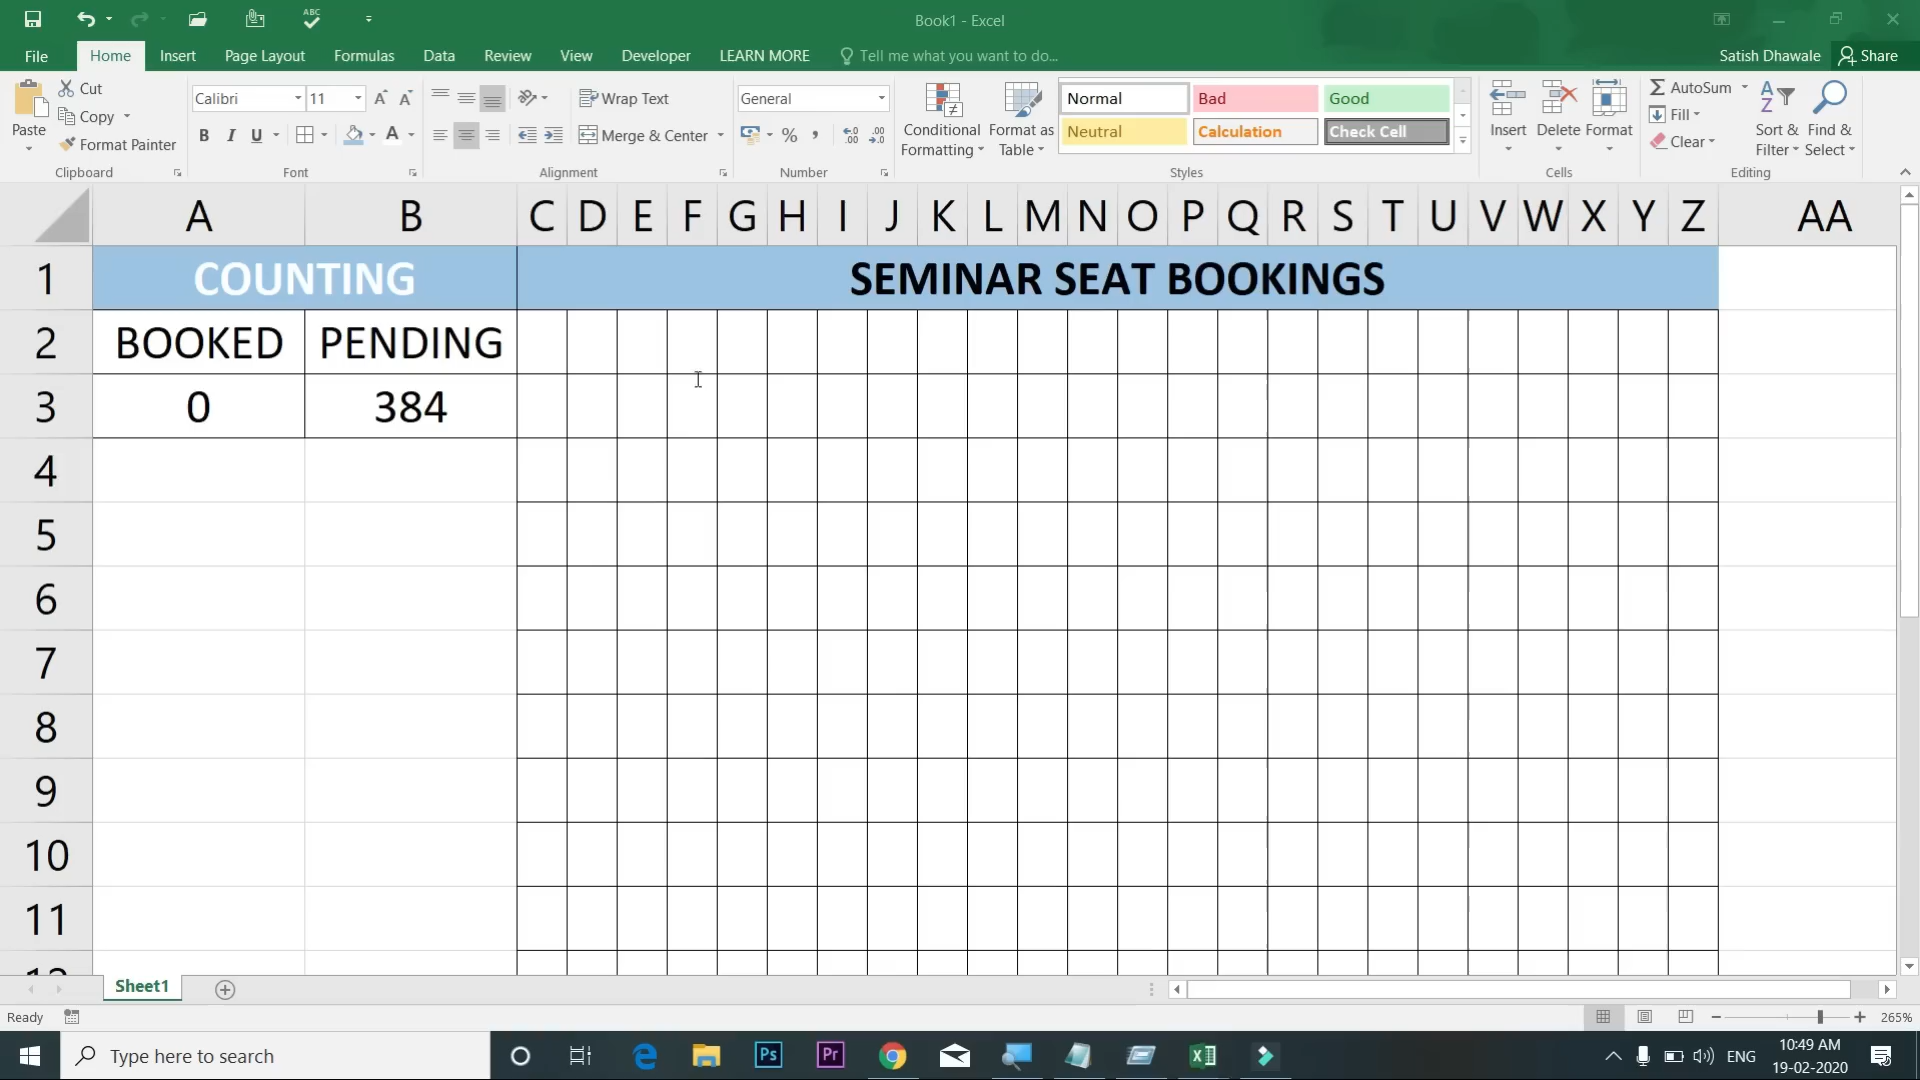 Book1 - Excel
File Home Insert Page Layout Formulas Data Review View Developer LEARN MORE Tell me what you want to do... Satish Dhawale Share
Paste
Cut
Copy
Format Painter
Clipboard
Calibri 11
B I U
Font
Wrap Text
Merge & Center
Alignment
General
%
Number
Conditional Formatting
Format as Table
Normal Bad Good
Neutral Calculation Check Cell
Styles
Insert Delete Format
Cells
AutoSum
Fill
Clear
Sort & Filter
Find & Select
Editing
A B C D E F G H I J K L M N O P Q R S T U V W X Y Z AA
1 COUNTING SEMINAR SEAT BOOKINGS
2 BOOKED PENDING
3 0 384
4
5
6
7
8
9
10
11
12
Sheet1
Ready 265%
Type here to search
Ps Pr
ENG
10:49 AM
19-02-2020